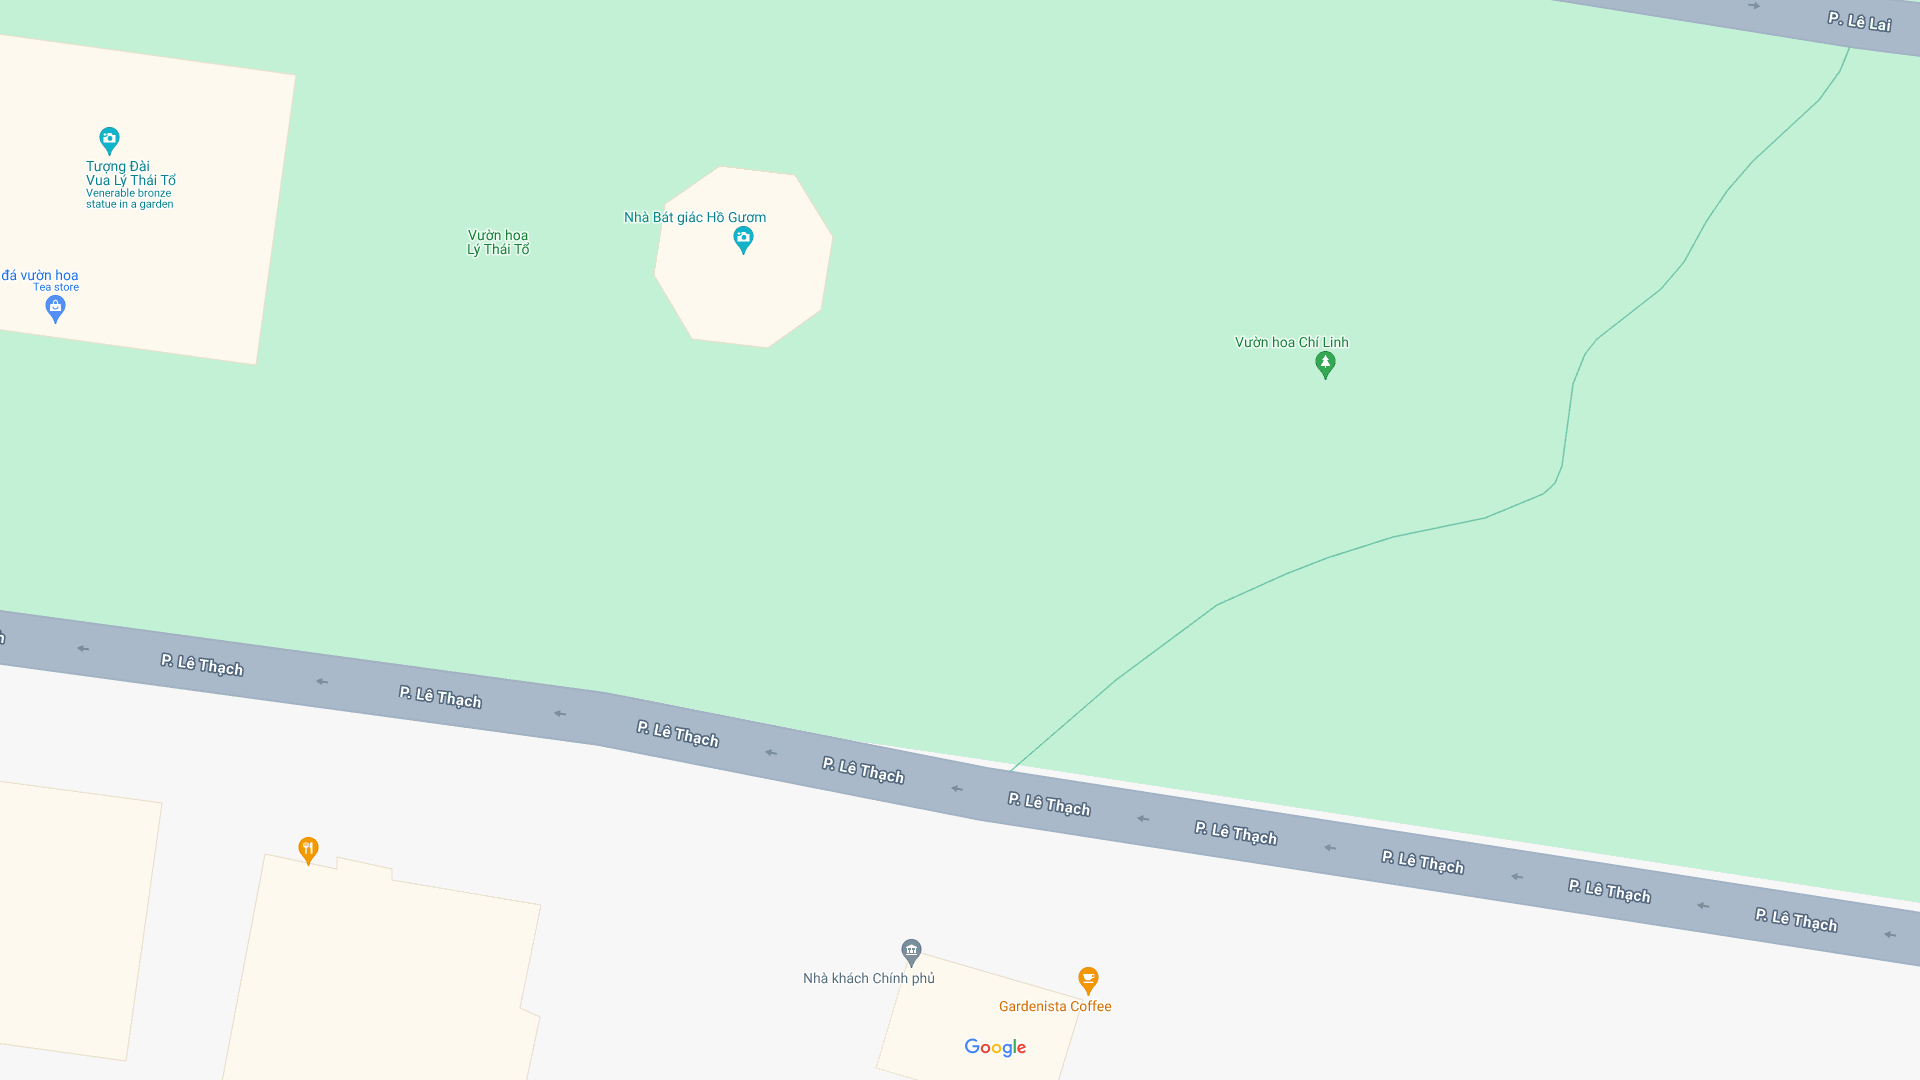 P. Lê Lai
Tượng Đài
Vua Lý Thái Tổ
Venerable bronze
statue in a garden
Nhà Bát giác Hồ Gươm
Vườn hoa
Lý Thái Tổ
đá vườn hoa
Tea store
Vườn hoa Chí Linh
P. Lê Thạch
P. Lê Thạch
P. Lê Thạch
P. Lê Thạch
P. Lê Thạch
P. Lê Thạch
P. Lê Thạch
P. Lê Thạch
P. Lê Thạch
Nhà khách Chính phủ
Gardenista Coffee
Google